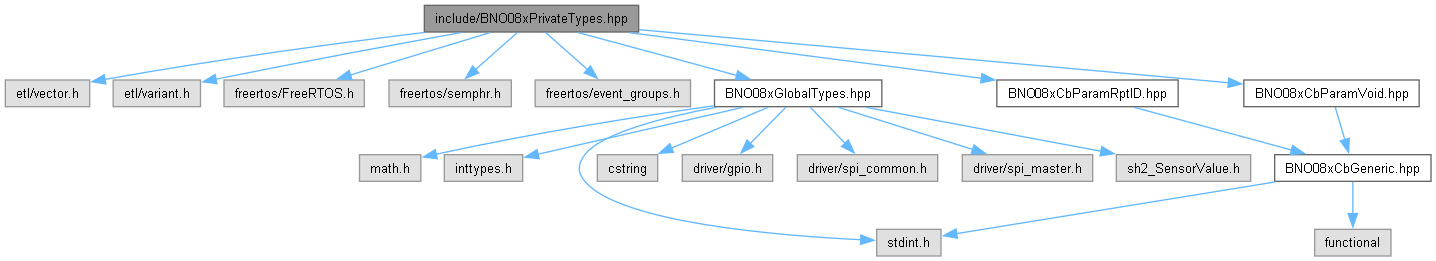 include/BNO08xPrivateTypes.hpp
etl/vector.h
etl/variant.h
freertos/FreeRTOS.h
freertos/semphr.h
freertos/event_groups.h
BNO08xGlobalTypes.hpp
BNO08xCbParamRptID.hpp
BNO08xCbParamVoid.hpp
math.h
inttypes.h
cstring
driver/gpio.h
driver/spi_common.h
driver/spi_master.h
sh2_SensorValue.h
BNO08xCbGeneric.hpp
stdint.h
functional